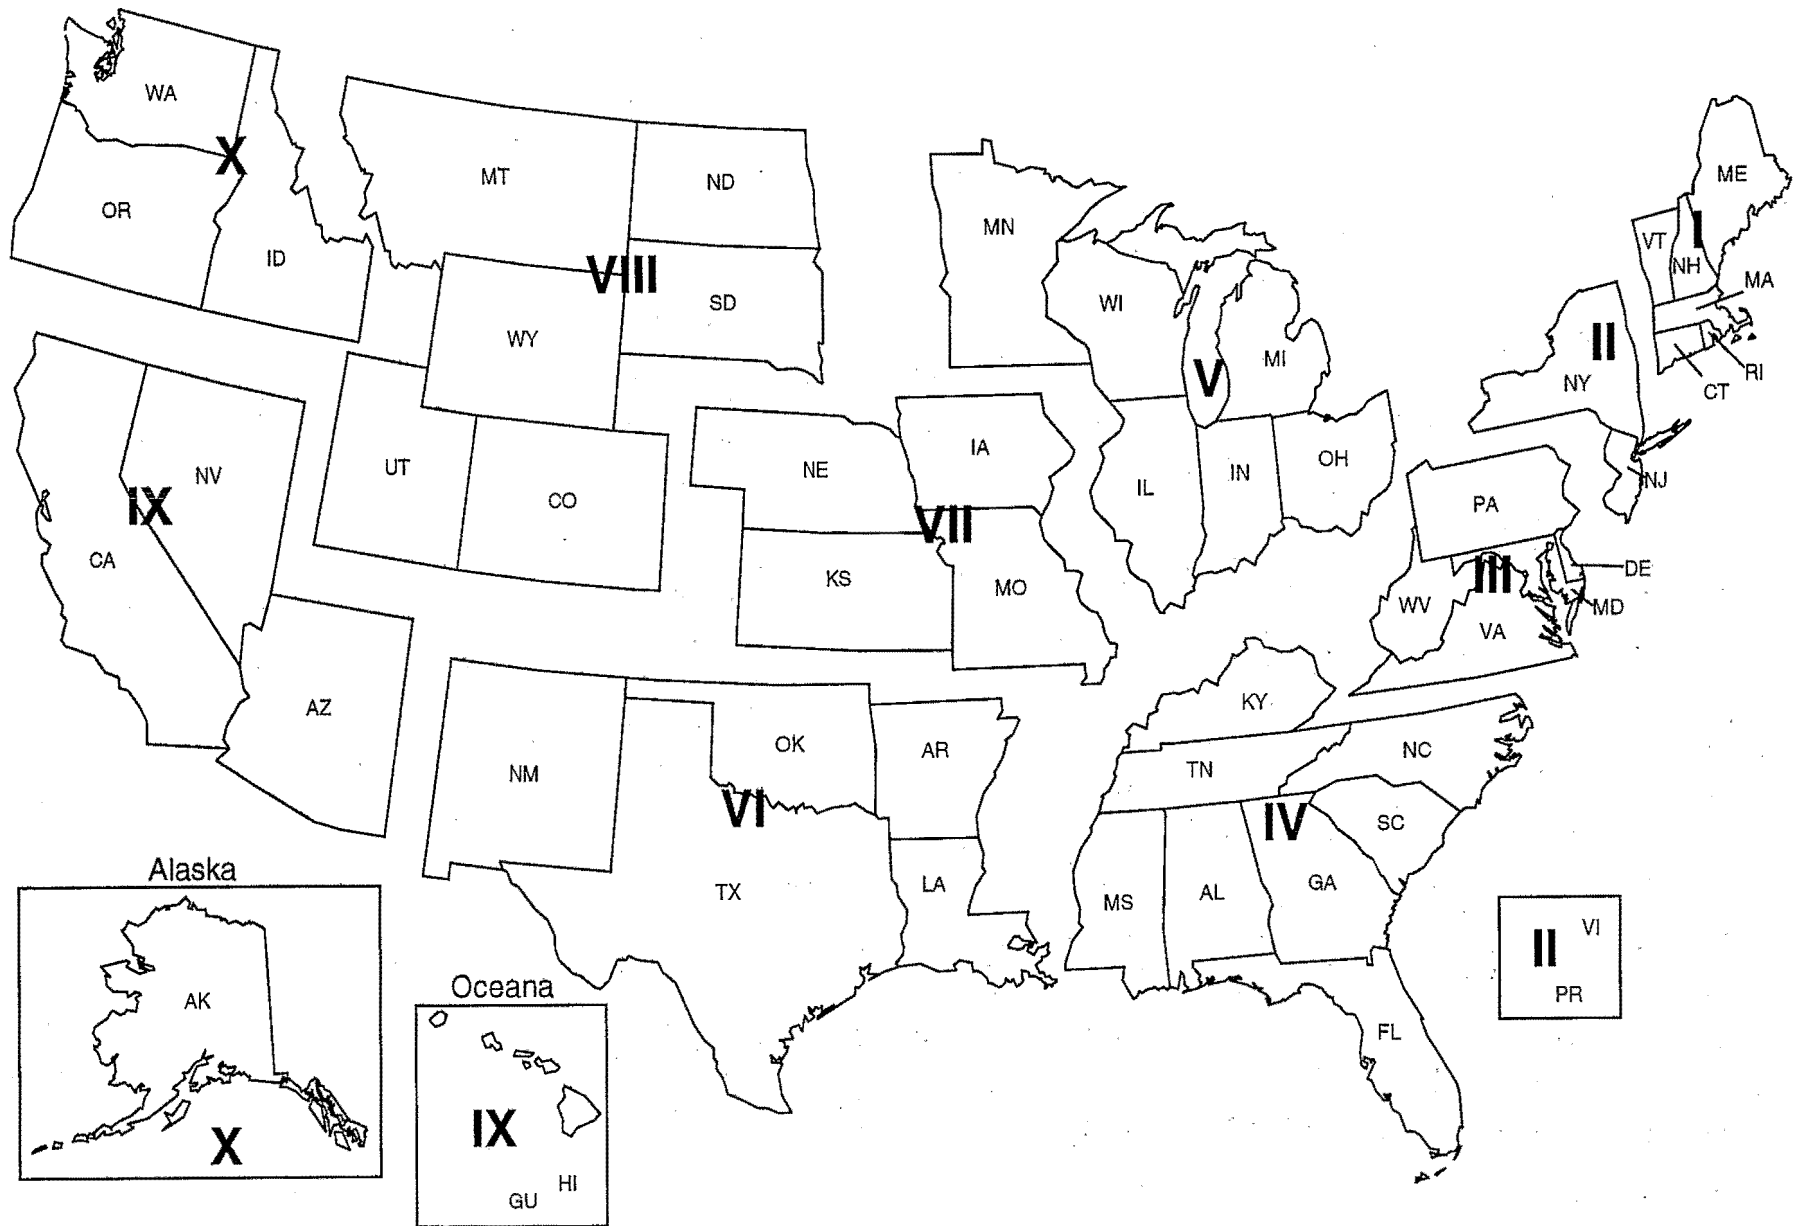 WA
X
OR
ID
MT
ND
VIII
SD
WY
UT
CO
NV
IX
CA
AZ
NE
IA
VII
KS
MO
MN
WI
MI
V
IL
IN
OH
ME
I
VT
NH
MA
II
NY
RI
CT
NJ
PA
III
DE
MD
WV
VA
KY
TN
NC
IV
SC
MS
AL
GA
FL
NM
OK
AR
VI
TX
LA
Alaska
AK
X
Oceana
IX
HI
GU
VI
II
PR